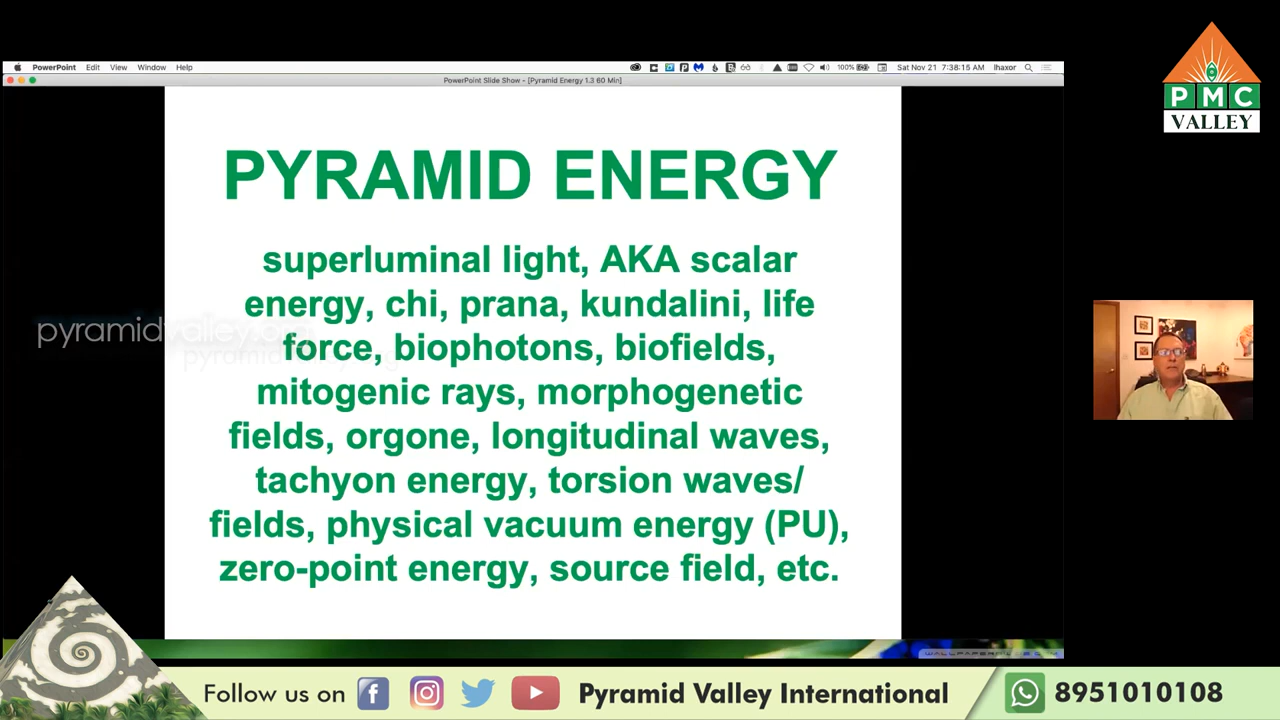 PowerPoint Edit View Window Help
100% Sat Nov 21 7:38:15 AM lhaxor
PowerPoint Slide Show - [Pyramid Energy 1.3 60 Min]
PMC
VALLEY
PYRAMID ENERGY
superluminal light, AKA scalar
energy, chi, prana, kundalini, life
force, biophotons, biofields,
mitogenic rays, morphogenetic
fields, orgone, longitudinal waves,
tachyon energy, torsion waves/
fields, physical vacuum energy (PU),
zero-point energy, source field, etc.
pyramidvalley.org
Follow us on Pyramid Valley International 8951010108